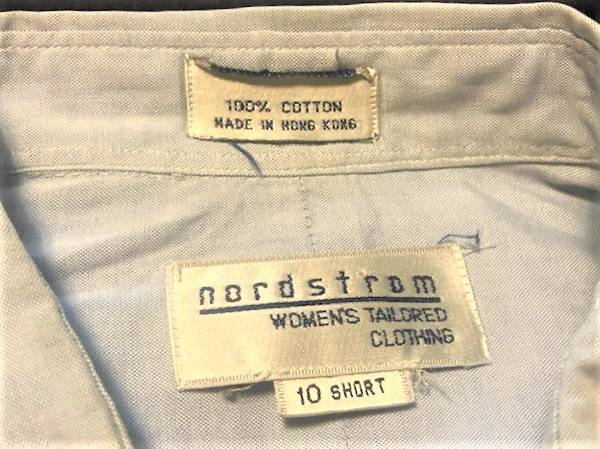 100% COTTON
MADE IN HONG KONG
nordstrom
WOMEN'S TAILORED
CLOTHING
10 SHORT